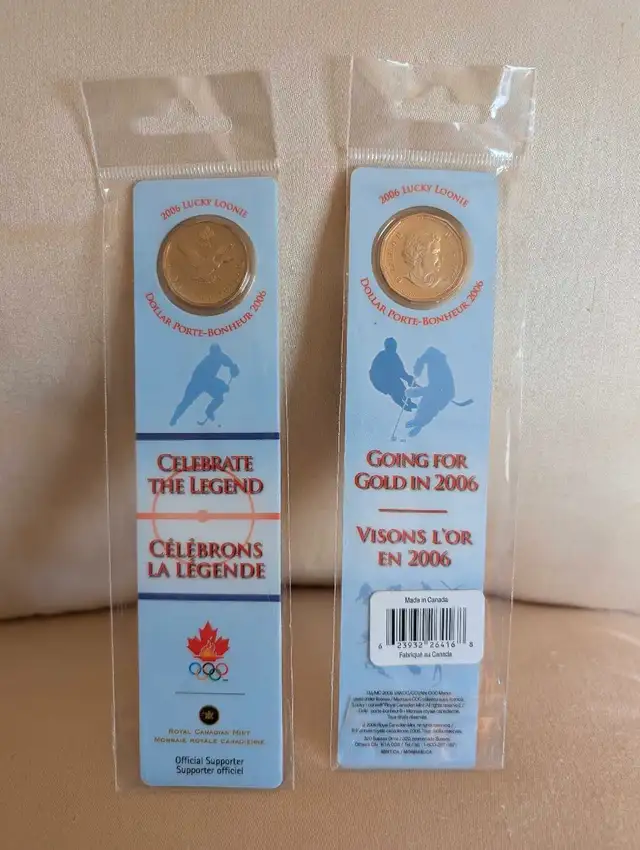 2006 LUCKY LOONIE
DOLLAR PORTE-BONHEUR 2006
CELEBRATE
THE LEGEND
CÉLÉBRONS
LA LÉGENDE
ROYAL CANADIAN MINT
MONNAIE ROYALE CANADIENNE
Official Supporter
Supporter officiel
2006 LUCKY LOONIE
DOLLAR PORTE-BONHEUR 2006
GOING FOR
GOLD IN 2006
VISONS L'OR
EN 2006
Made in Canada
6 23932 26416 8
Fabriqué au Canada